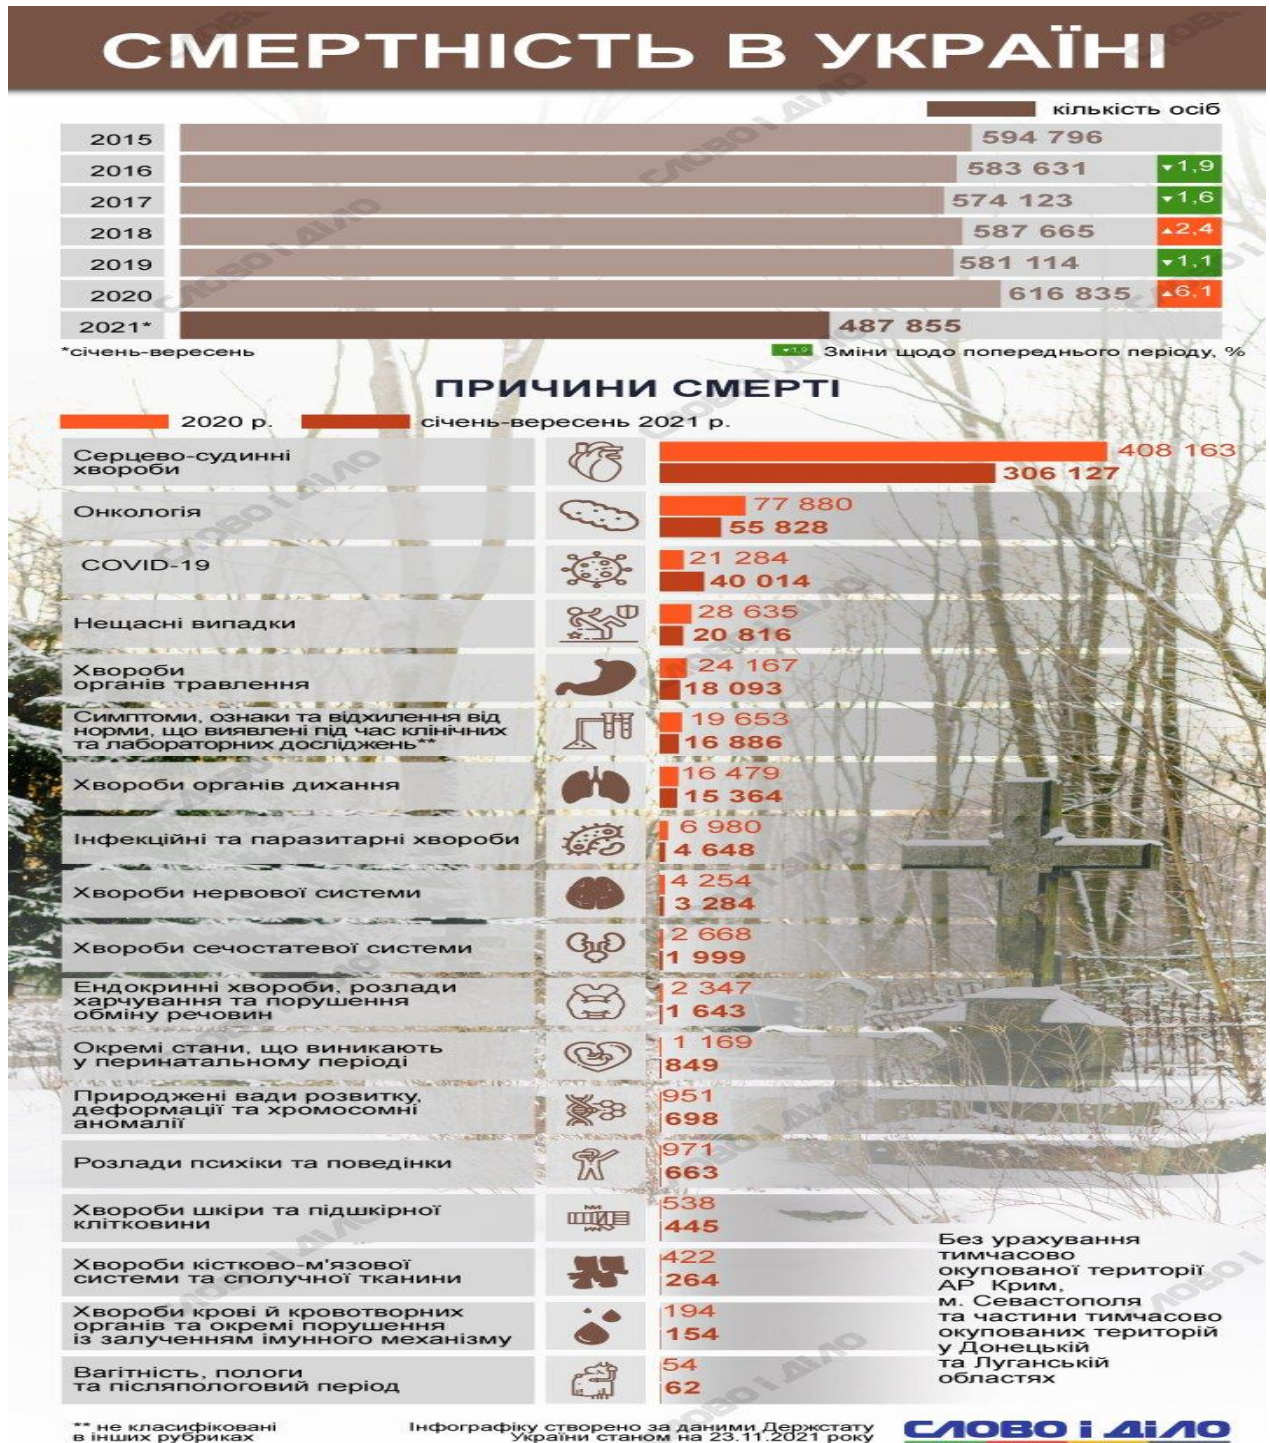 СМЕРТНІСТЬ В УКРАЇНІ
кількість осіб
2015 594 796
2016 583 631 ▼1,9
2017 574 123 ▼1,6
2018 587 665 ▲2,4
2019 581 114 ▼1,1
2020 616 835 ▲6,1
2021* 487 855
*січень-вересень
▼1,9 Зміни щодо попереднього періоду, %
ПРИЧИНИ СМЕРТІ
2020 р. січень-вересень 2021 р.
Серцево-судинні
хвороби
408 163
306 127
Онкологія
77 880
55 828
COVID-19
21 284
40 014
Нещасні випадки
28 635
20 816
Хвороби
органів травлення
24 167
18 093
Симптоми, ознаки та відхилення від
норми, що виявлені під час клінічних
та лабораторних досліджень**
19 653
16 886
Хвороби органів дихання
16 479
15 364
Інфекційні та паразитарні хвороби
6 980
4 648
Хвороби нервової системи
4 254
3 284
Хвороби сечостатевої системи
2 668
1 999
Ендокринні хвороби, розлади
харчування та порушення
обміну речовин
2 347
1 643
Окремі стани, що виникають
у перинатальному періоді
1 169
849
Природжені вади розвитку,
деформації та хромосомні
аномалії
951
698
Розлади психіки та поведінки
971
663
Хвороби шкіри та підшкірної
клітковини
538
445
Хвороби кістково-м'язової
системи та сполучної тканини
422
264
Хвороби крові й кровотворних
органів та окремі порушення
із залученням імунного механізму
194
154
Вагітність, пологи
та післяпологовий період
54
62
Без урахування
тимчасово
окупованої території
АР Крим,
м. Севастополя
та частини тимчасово
окупованих територій
у Донецькій
та Луганській
областях
** не класифіковані
в інших рубриках
Інфографіку створено за даними Держстату
України станом на 23.11.2021 року
СЛОВО і ДІЛО